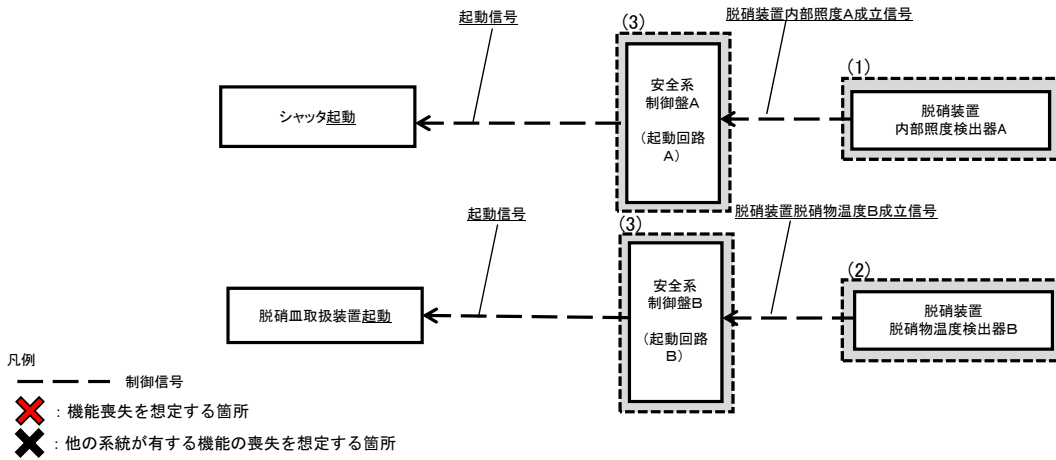 起動信号
(3)
脱硝装置内部照度A成立信号
シャッタ起動
安全系
制御盤A
(起動回路
A)
(1)
脱硝装置
内部照度検出器A
起動信号
(3)
脱硝装置脱硝物温度B成立信号
脱硝皿取扱装置起動
安全系
制御盤B
(起動回路
B)
(2)
脱硝装置
脱硝物温度検出器B
凡例
制御信号
：機能喪失を想定する箇所
：他の系統が有する機能の喪失を想定する箇所